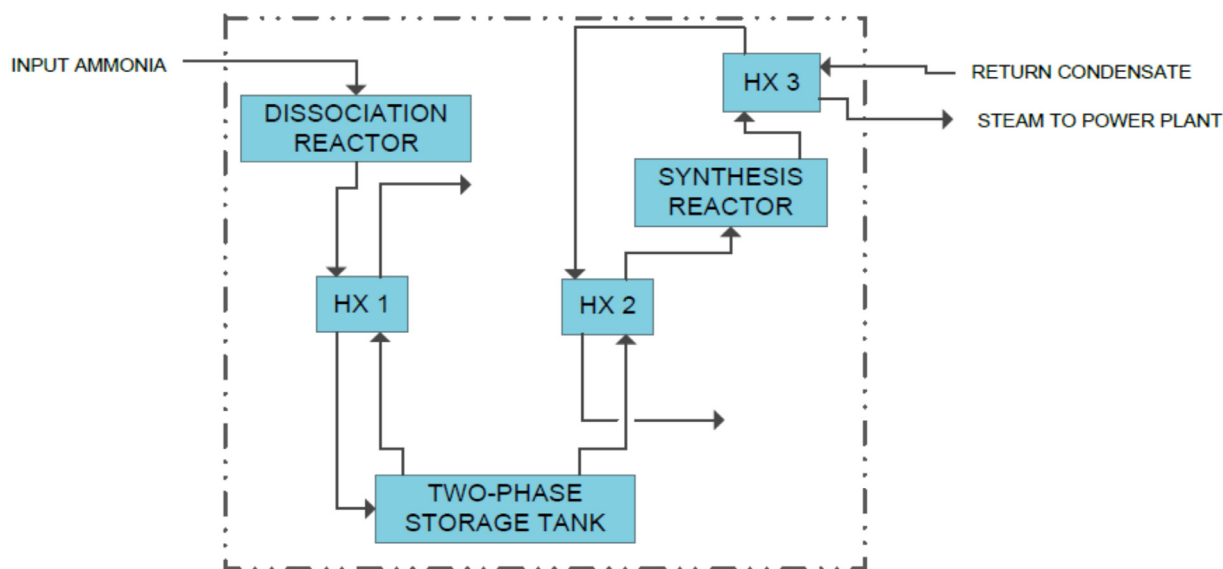 INPUT AMMONIA
DISSOCIATION
REACTOR
HX 3
RETURN CONDENSATE
STEAM TO POWER PLANT
SYNTHESIS
REACTOR
HX 1
HX 2
TWO-PHASE
STORAGE TANK